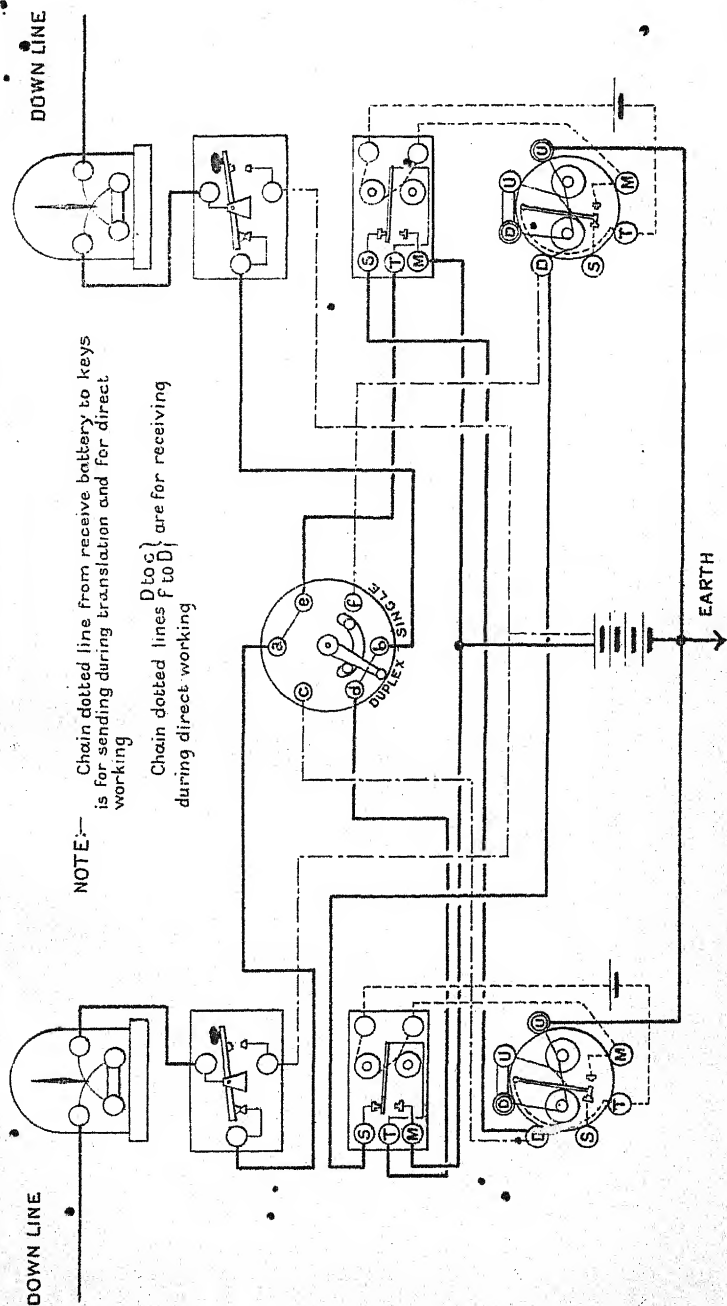 DOWN LINE
DOWN LINE
NOTE:— Chain dotted line from receive battery to keys
is for sending during translation and for direct
working
Chain dotted lines D to c } are for receiving
f to D }
during direct working
a
c e
d f
b
DUPLEX SINGLE
S
T
M
S
T
M
D U
U
D
S
T
M
D U
U
D
S
T
M
EARTH